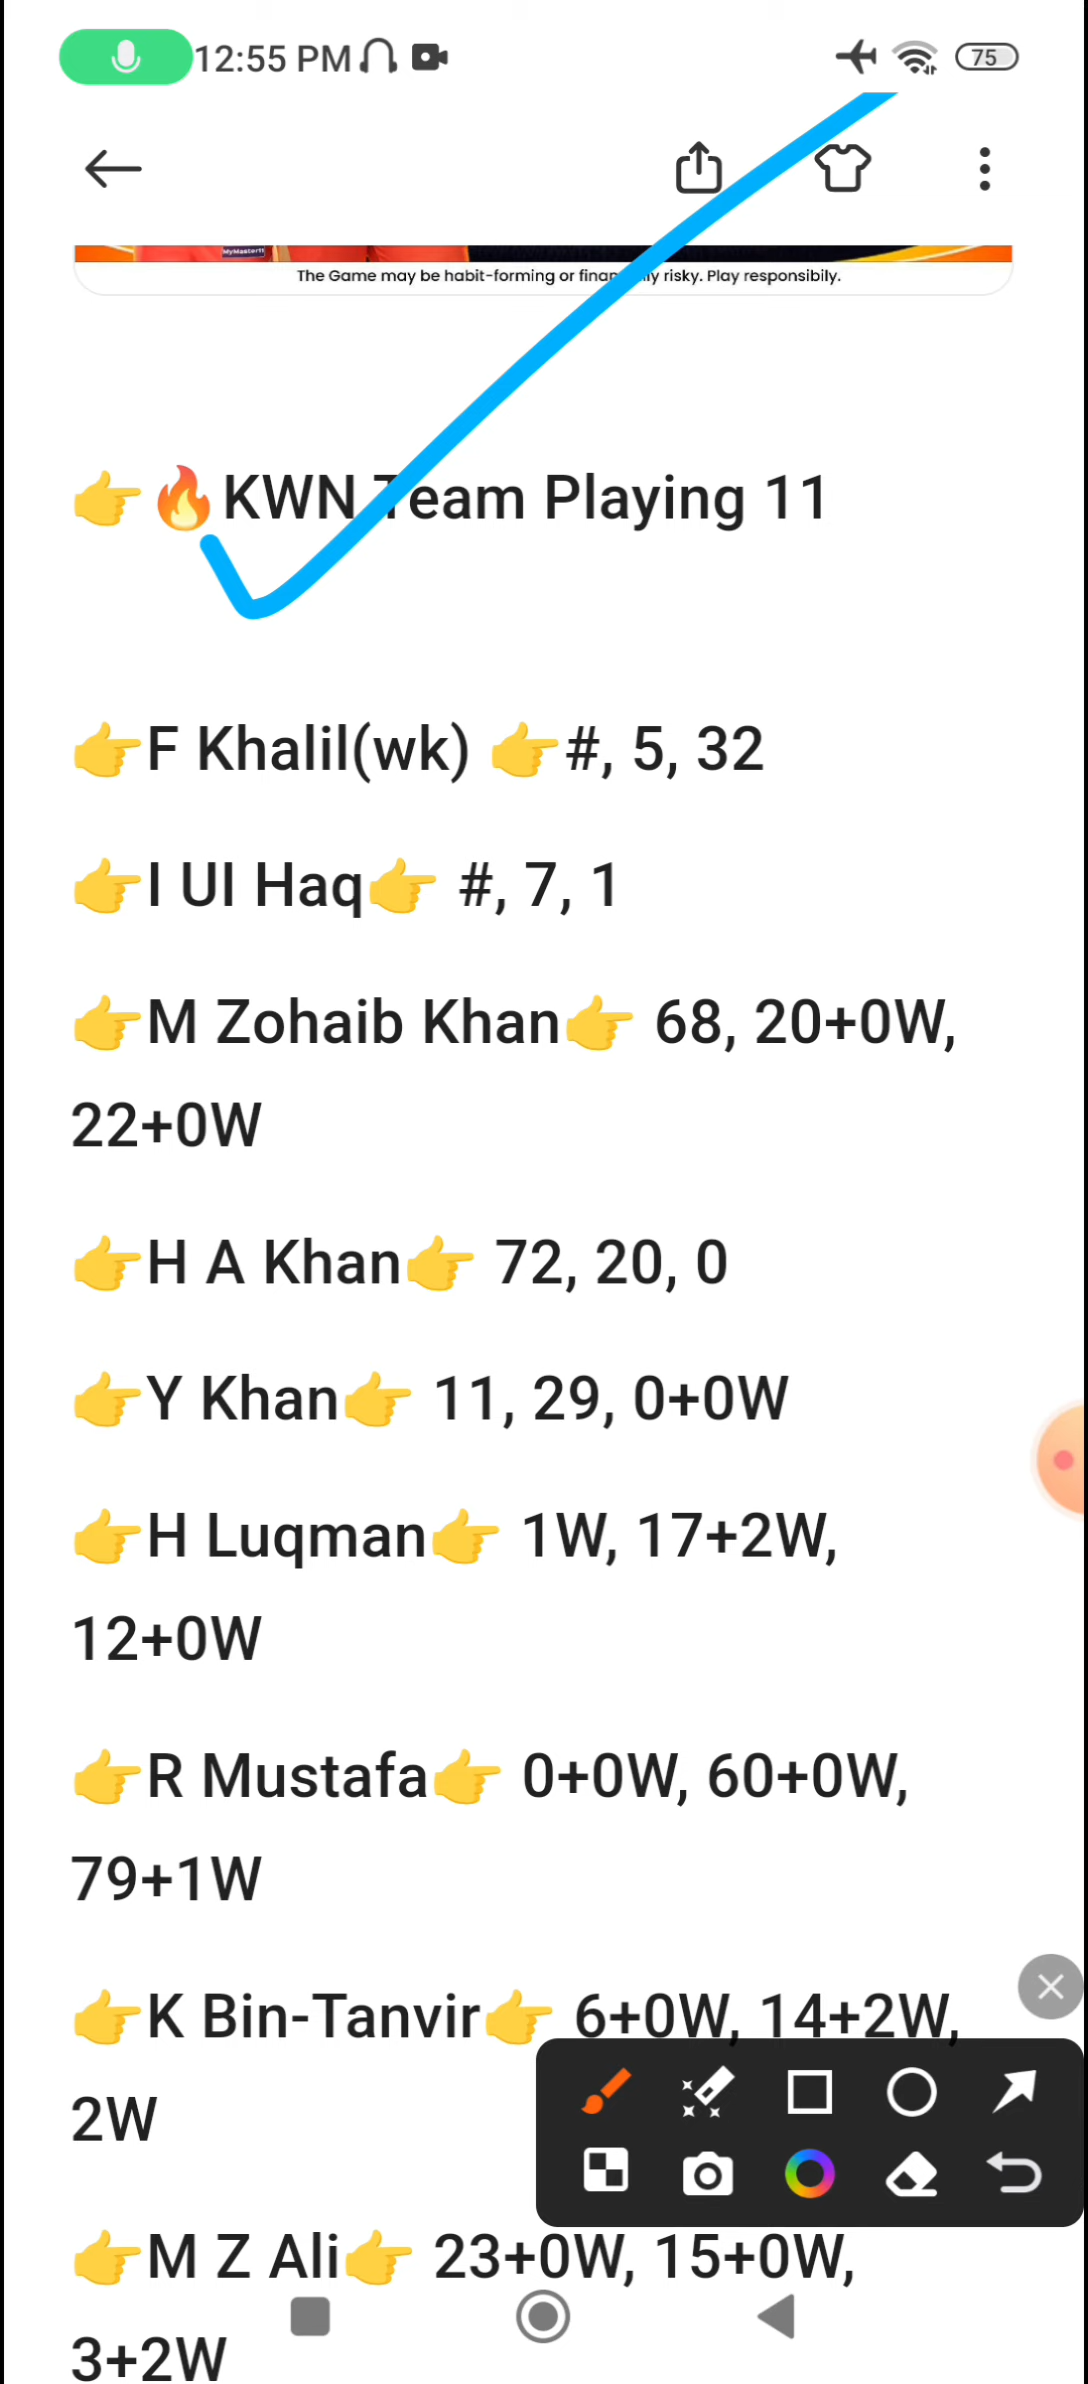 12:55 PM
75
MyMaster11
The Game may be habit-forming or financially risky. Play responsibily.
👉🔥KWN Team Playing 11
👉F Khalil(wk) 👉#, 5, 32
👉I UI Haq👉 #, 7, 1
👉M Zohaib Khan👉 68, 20+0W,
22+0W
👉H A Khan👉 72, 20, 0
👉Y Khan👉 11, 29, 0+0W
👉H Luqman👉 1W, 17+2W,
12+0W
👉R Mustafa👉 0+0W, 60+0W,
79+1W
👉K Bin-Tanvir👉 6+0W, 14+2W,
2W
👉M Z Ali👉 23+0W, 15+0W,
3+2W